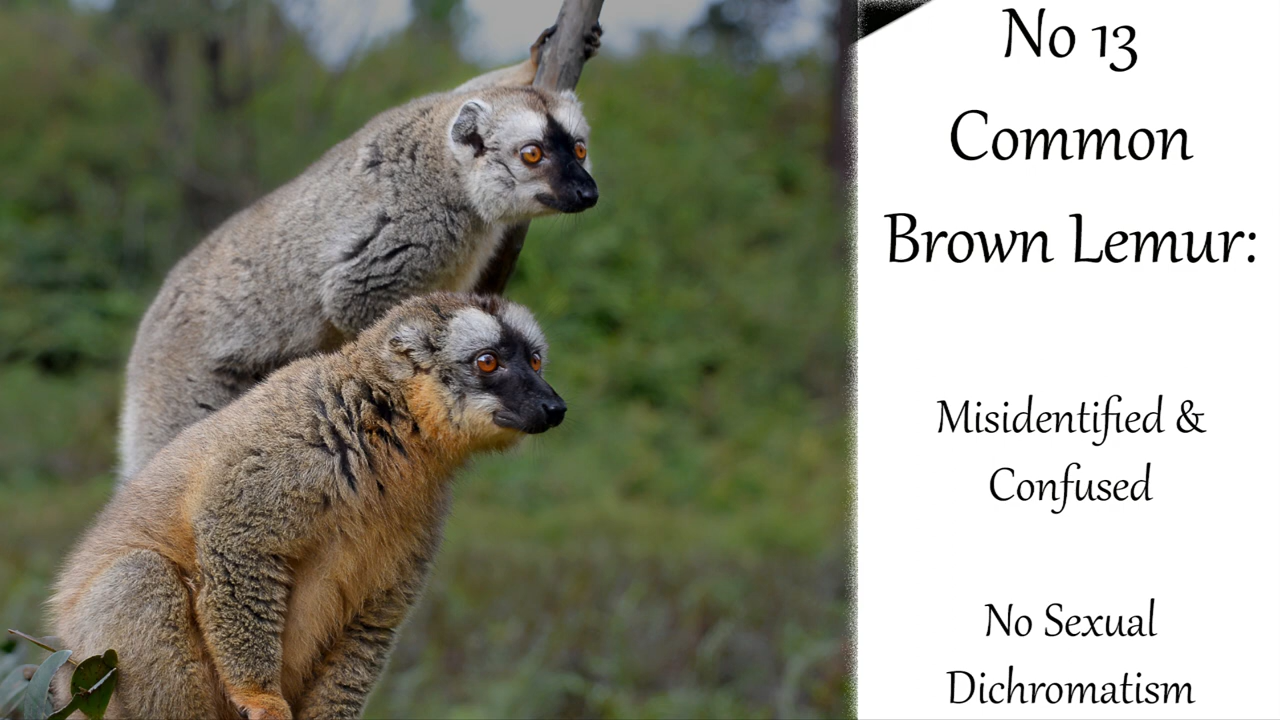 No 13
Common
Brown Lemur:
Misidentified &
Confused
No Sexual
Dichromatism